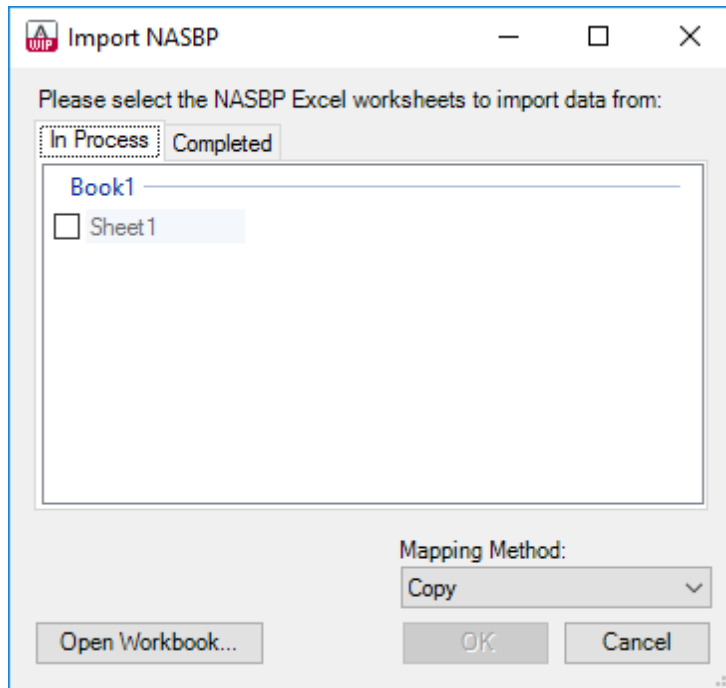 WIP Import NASBP
Please select the NASBP Excel worksheets to import data from:
In Process Completed
Book1
Sheet1
Mapping Method:
Copy
Open Workbook... OK Cancel